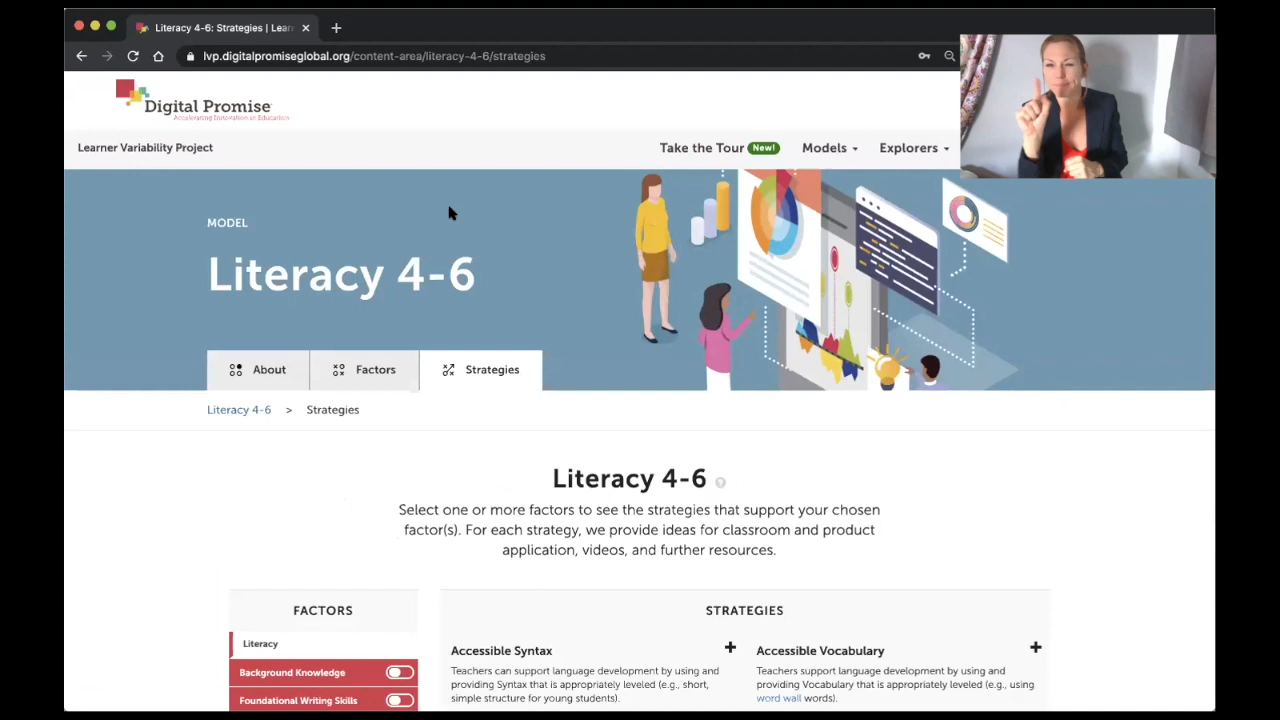 Literacy 4-6: Strategies | Lear
lvp.digitalpromiseglobal.org/content-area/literacy-4-6/strategies
Digital Promise
Accelerating Innovation in Education
Learner Variability Project
Take the Tour New! Models Explorers
MODEL
Literacy 4-6
About Factors Strategies
Literacy 4-6 > Strategies
Literacy 4-6 ?
Select one or more factors to see the strategies that support your chosen
factor(s). For each strategy, we provide ideas for classroom and product
application, videos, and further resources.
FACTORS
Literacy
Background Knowledge
Foundational Writing Skills
STRATEGIES
Accessible Syntax +
Teachers can support language development by using and
providing Syntax that is appropriately leveled (e.g., short,
simple structure for young students).
Accessible Vocabulary +
Teachers support language development by using and
providing Vocabulary that is appropriately leveled (e.g., using
word wall words).